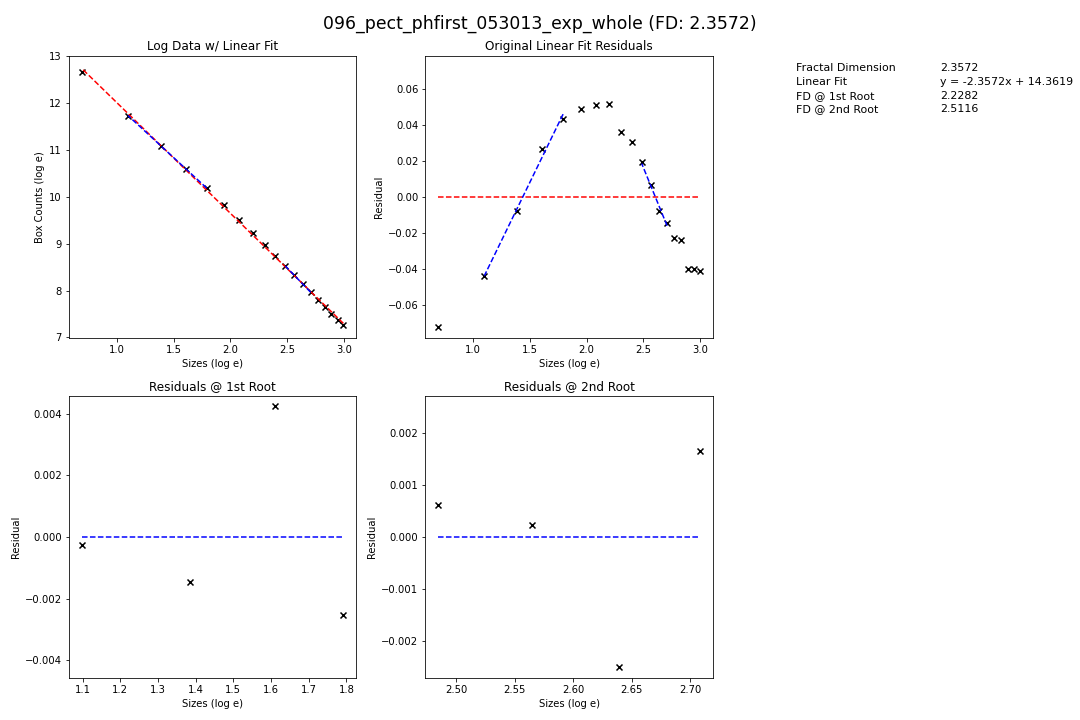 096_pect_phfirst_053013_exp_whole (FD: 2.3572)
Log Data w/ Linear Fit
13
12
11
10
9
8
7
Box Counts (log e)
1.0 1.5 2.0 2.5 3.0
Sizes (log e)
Original Linear Fit Residuals
0.06
0.04
0.02
0.00
−0.02
−0.04
−0.06
Residual
1.0 1.5 2.0 2.5 3.0
Sizes (log e)
Fractal Dimension 2.3572
Linear Fit y = -2.3572x + 14.3619
FD @ 1st Root 2.2282
FD @ 2nd Root 2.5116
Residuals @ 1st Root
0.004
0.002
0.000
−0.002
−0.004
Residual
1.1 1.2 1.3 1.4 1.5 1.6 1.7 1.8
Sizes (log e)
Residuals @ 2nd Root
0.002
0.001
0.000
−0.001
−0.002
Residual
2.50 2.55 2.60 2.65 2.70
Sizes (log e)